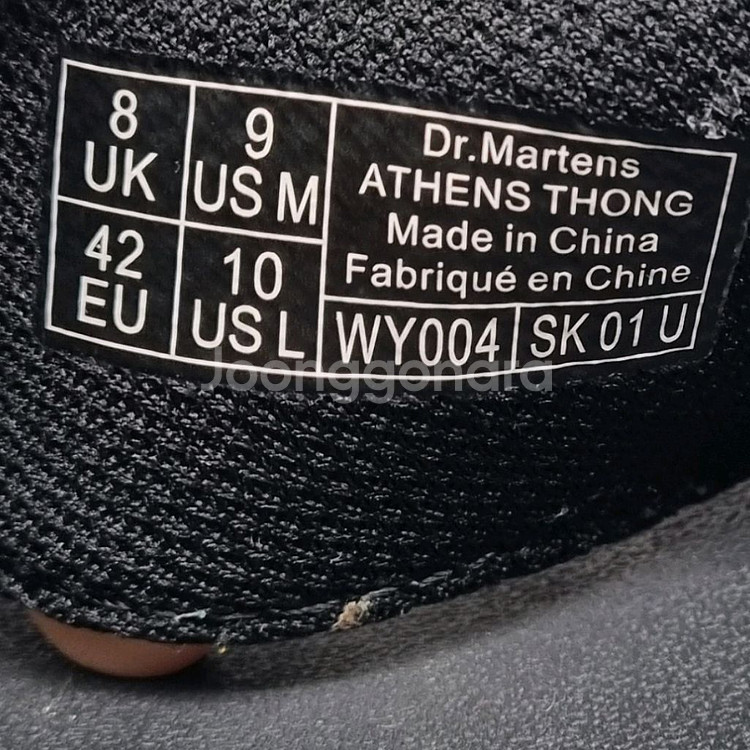 8
UK
9
US M
42
EU
10
US L
Dr.Martens
ATHENS THONG
Made in China
Fabriqué en Chine
WY004
SK 01 U
Joonggonara